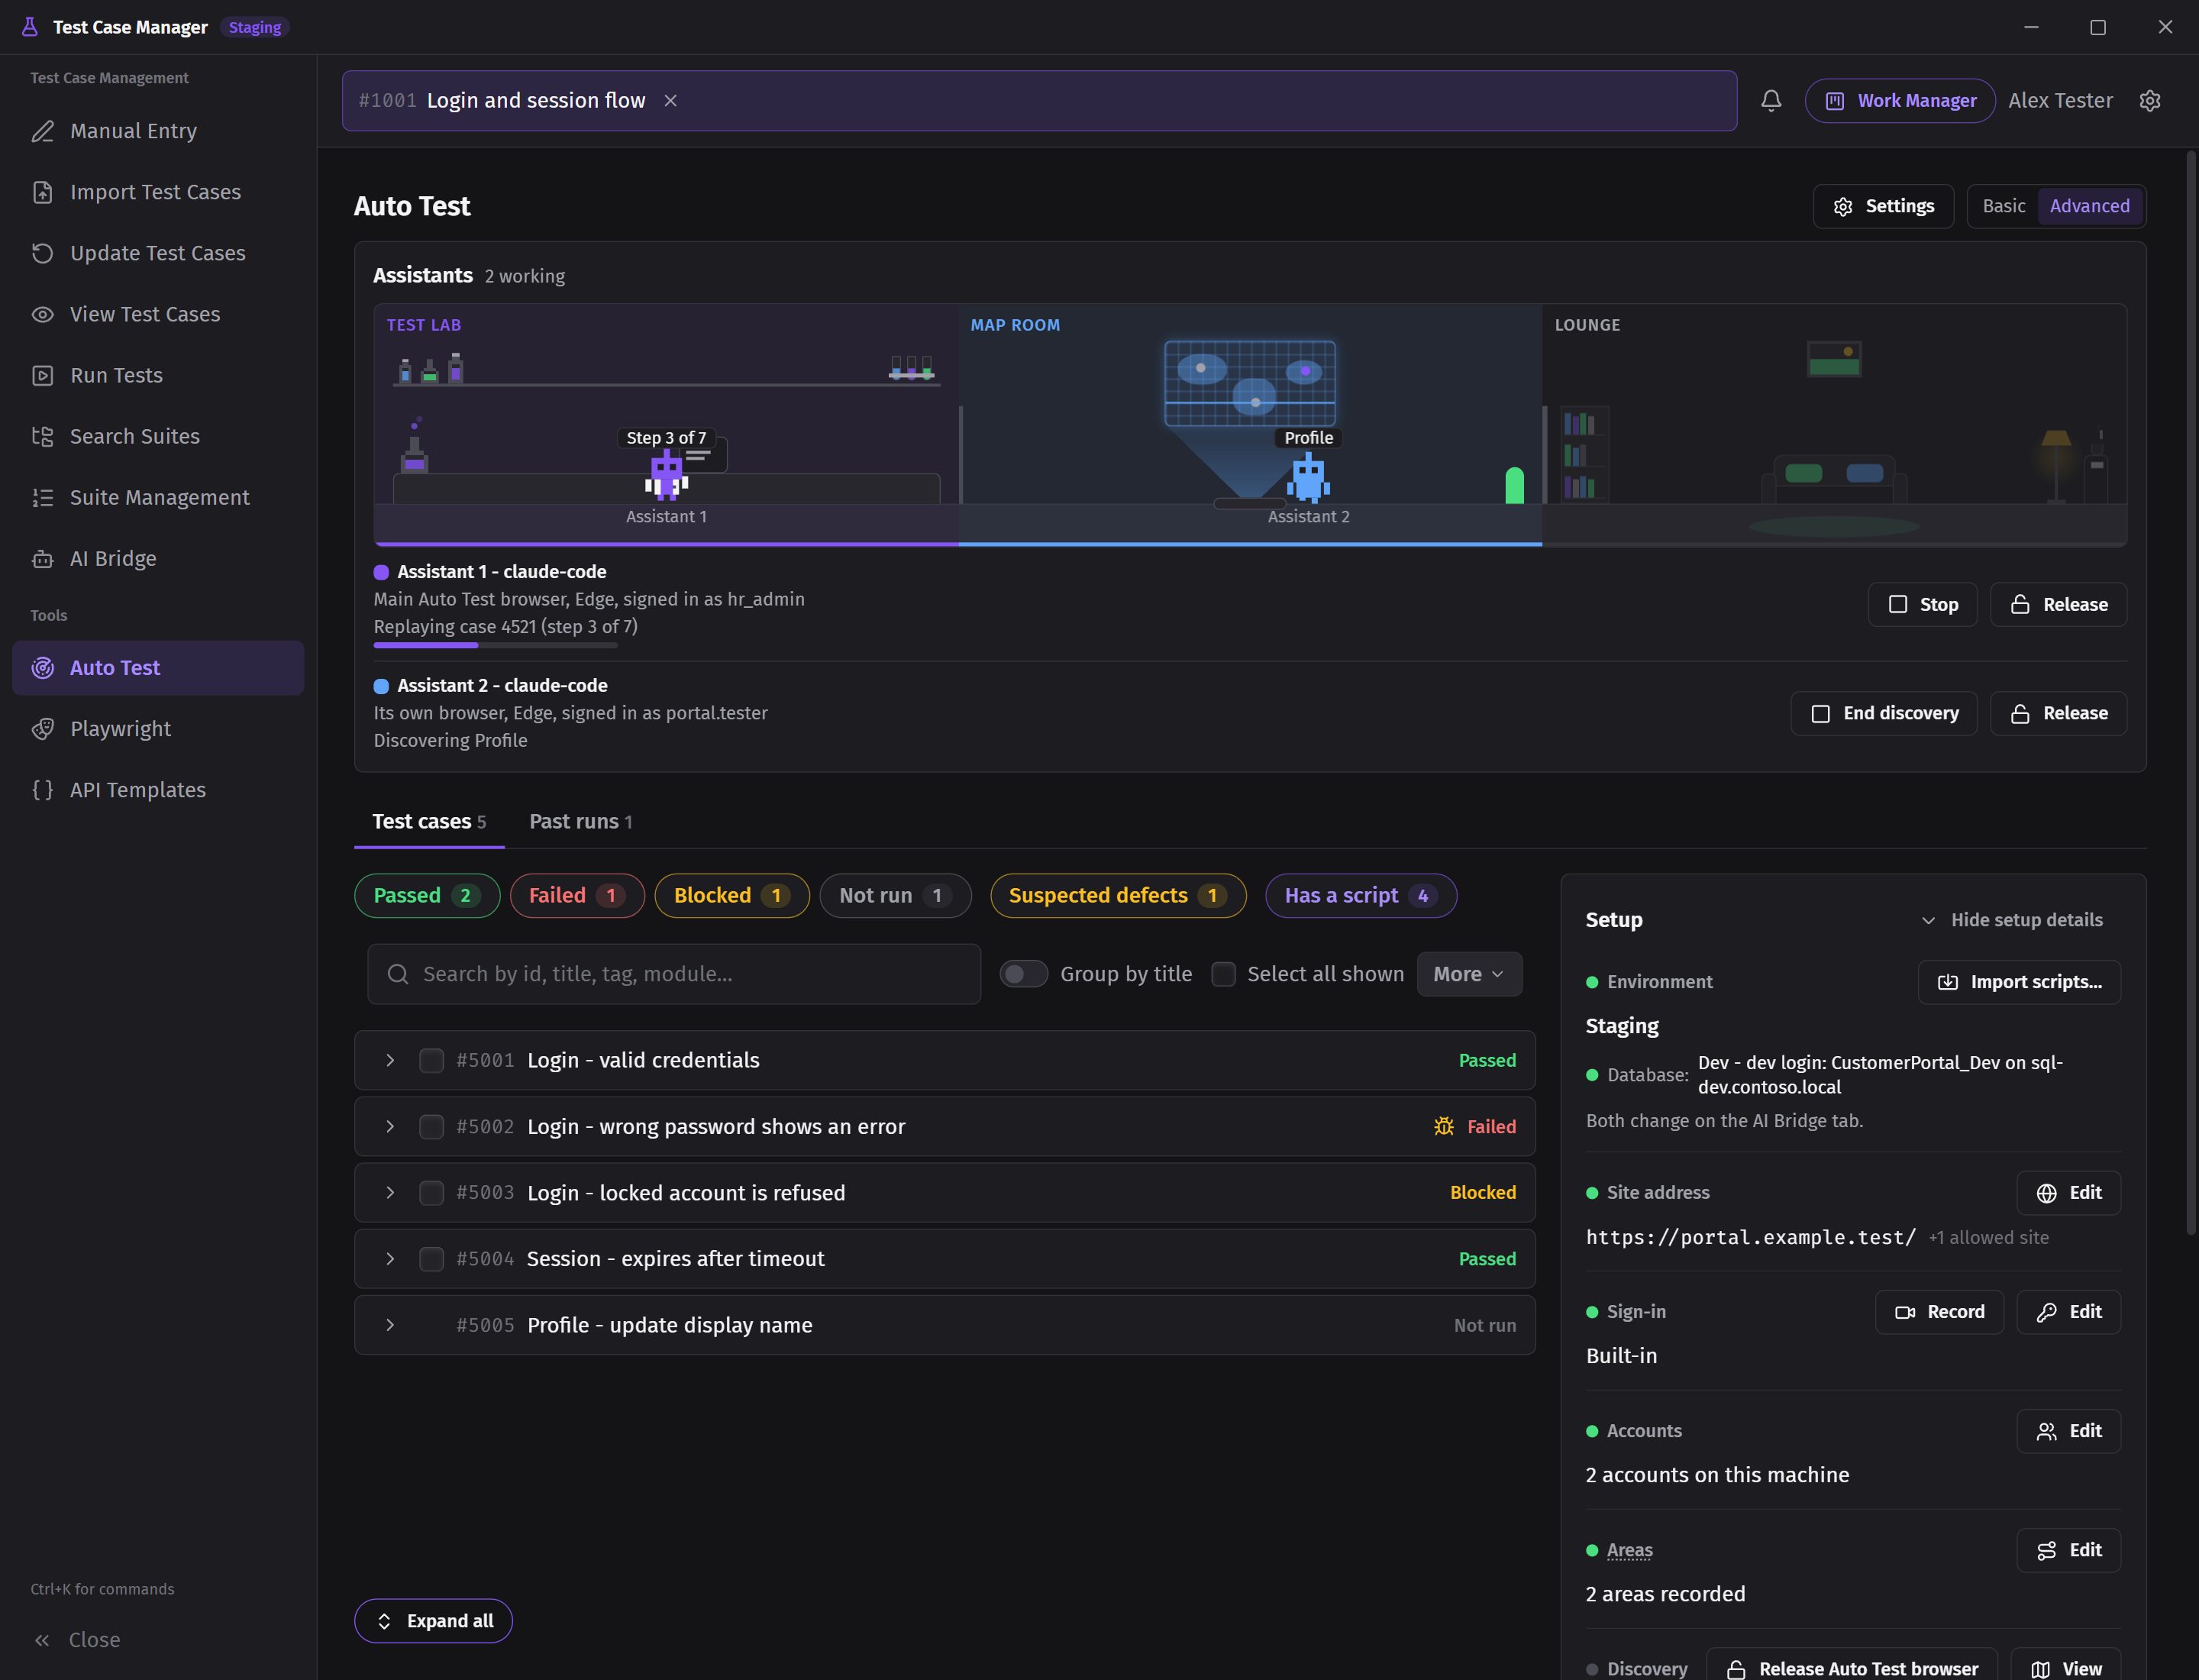 Test Case Manager Staging
Test Case Management
Manual Entry
Import Test Cases
Update Test Cases
View Test Cases
Run Tests
Search Suites
Suite Management
AI Bridge
Tools
Auto Test
Playwright
API Templates
Ctrl+K for commands
Close
#1001 Login and session flow
Work Manager
Alex Tester
Auto Test
Settings
Basic Advanced
Assistants 2 working
TEST LAB
Step 3 of 7
Assistant 1
MAP ROOM
Profile
Assistant 2
LOUNGE
Assistant 1 - claude-code
Main Auto Test browser, Edge, signed in as hr_admin
Replaying case 4521 (step 3 of 7)
Stop Release
Assistant 2 - claude-code
Its own browser, Edge, signed in as portal.tester
Discovering Profile
End discovery Release
Test cases 5 Past runs 1
Passed 2 Failed 1 Blocked 1 Not run 1 Suspected defects 1 Has a script 4
Search by id, title, tag, module...
Group by title Select all shown More
#5001 Login - valid credentials Passed
#5002 Login - wrong password shows an error Failed
#5003 Login - locked account is refused Blocked
#5004 Session - expires after timeout Passed
#5005 Profile - update display name Not run
Expand all
Setup Hide setup details
Environment Import scripts...
Staging
Database: Dev - dev login: CustomerPortal_Dev on sql-
dev.contoso.local
Both change on the AI Bridge tab.
Site address Edit
https://portal.example.test/ +1 allowed site
Sign-in Record Edit
Built-in
Accounts Edit
2 accounts on this machine
Areas Edit
2 areas recorded
Discovery Release Auto Test browser View